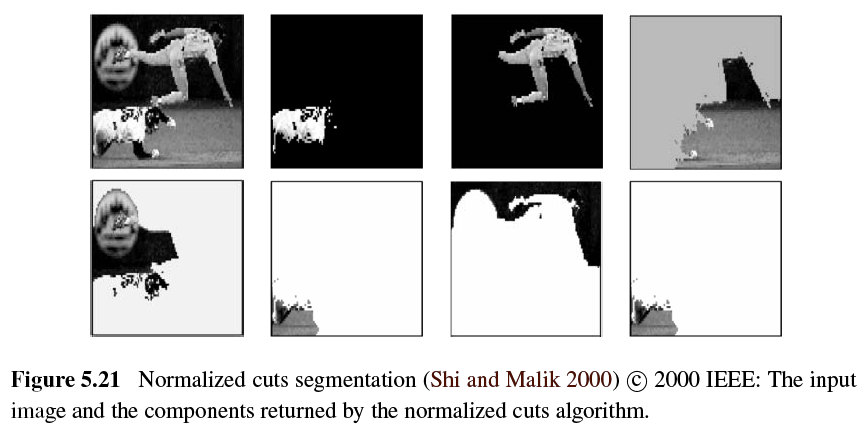 Figure 5.21 Normalized cuts segmentation (Shi and Malik 2000) © 2000 IEEE: The input
image and the components returned by the normalized cuts algorithm.